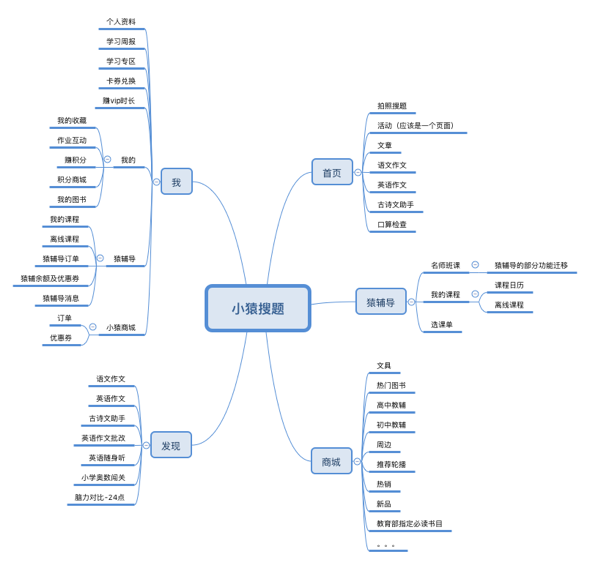 小猿搜题
首页
拍照搜题
活动（应该是一个页面）
文章
语文作文
英语作文
古诗文助手
口算检查
猿辅导
名师班课
猿辅导的部分功能迁移
我的课程
课程日历
离线课程
选课单
商城
文具
热门图书
高中教辅
初中教辅
周边
推荐轮播
热销
新品
教育部指定必读书目
。。。
我
个人资料
学习周报
学习专区
卡券兑换
赚vip时长
我的
我的收藏
作业互动
赚积分
积分商城
我的图书
猿辅导
我的课程
离线课程
猿辅导订单
猿辅余额及优惠券
猿辅导消息
小猿商城
订单
优惠券
发现
语文作文
英语作文
古诗文助手
英语作文批改
英语随身听
小学奥数闯关
脑力对比-24点